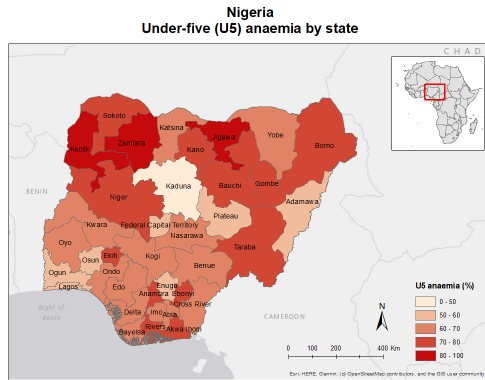 Nigeria
Under-five (U5) anaemia by state
CHAD
Sokoto
Katsina
Jigawa
Yobe
Borno
Kebbi
Zamfara
Kano
BENIN
Kaduna
Bauchi
Gombe
Niger
Adamawa
Plateau
Kwara
Federal Capital Territory
Nasarawa
Oyo
Taraba
Osun
Ekiti
Kogi
Benue
Ogun
Ondo
Lagos
Edo
Enugu
Anambra
Ebonyi
Cross River
Bight of
Benin
Delta
Imo
Abia
Rivers
Akwa Ibom
Bayelsa
CAMEROON
N
U5 anaemia (%)
0 - 50
50 - 60
60 - 70
70 - 80
80 - 100
0 100 200 400 Km
Esri, HERE, Garmin, (c) OpenStreetMap contributors, and the GIS user community